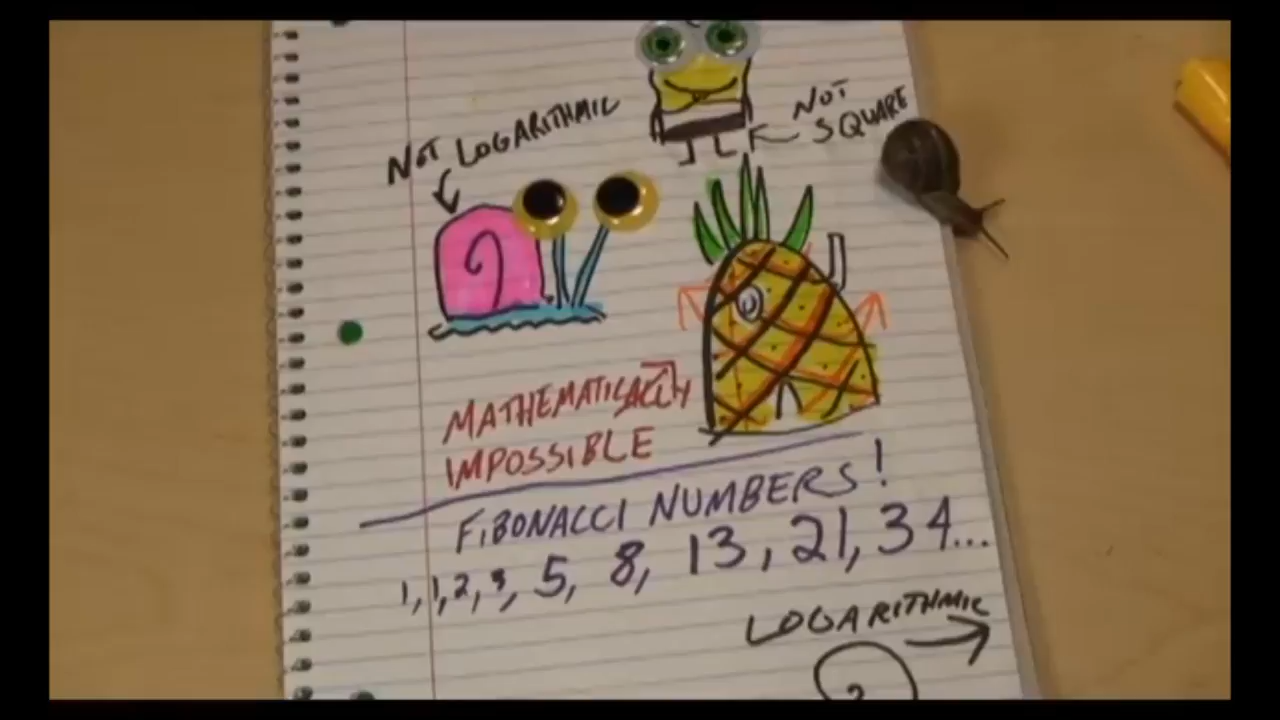 NOT
SQUARE
NOT LOGARITHMIC
MATHEMATICALLY
IMPOSSIBLE
FIBONACCI NUMBERS!
1, 1, 2, 3, 5, 8, 13, 21, 34...
LOGARITHMIC